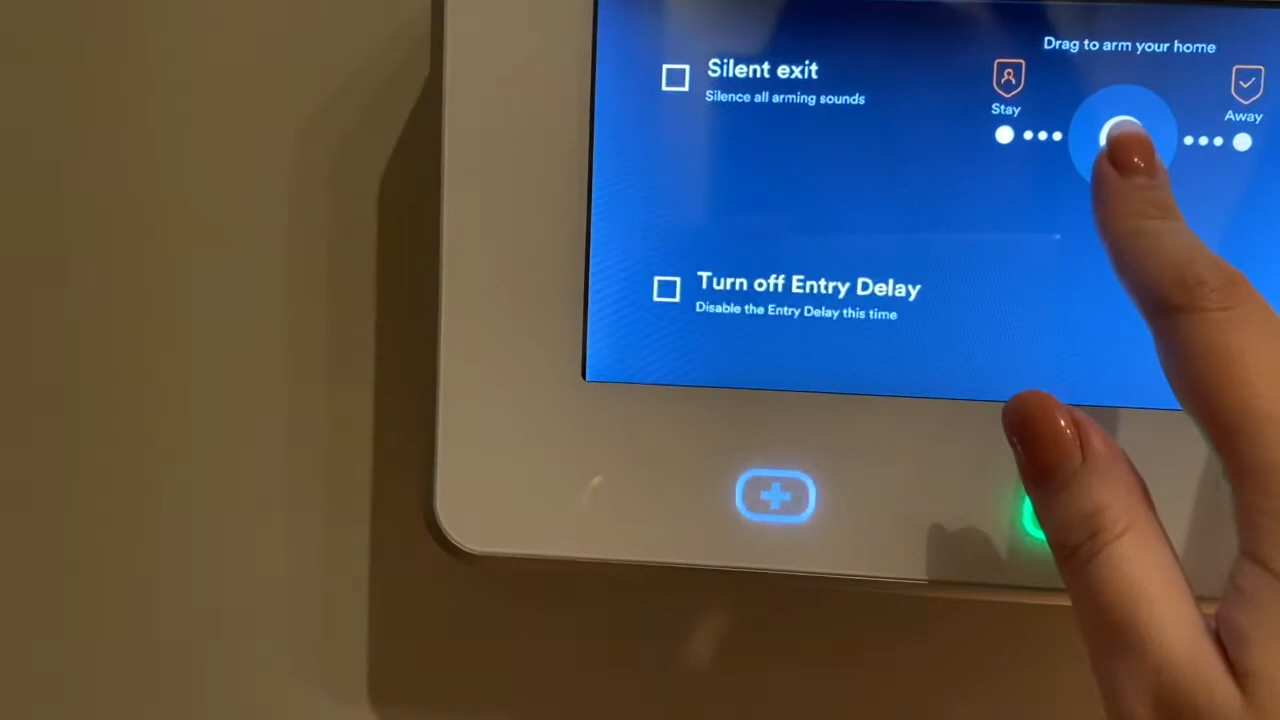 Drag to arm your home
Silent exit
Silence all arming sounds
Stay
Away
Turn off Entry Delay
Disable the Entry Delay this time